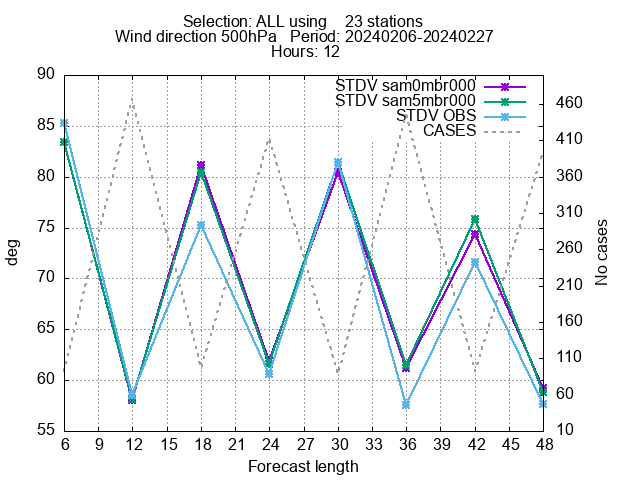 Selection: ALL using 23 stations
Wind direction 500hPa Period: 20240206-20240227
Hours: 12
STDV sam0mbr000
STDV sam5mbr000
STDV OBS
CASES
90
85
80
75
70
65
60
55
deg
460
410
360
310
260
210
160
110
60
10
No cases
6 9 12 15 18 21 24 27 30 33 36 39 42 45 48
Forecast length